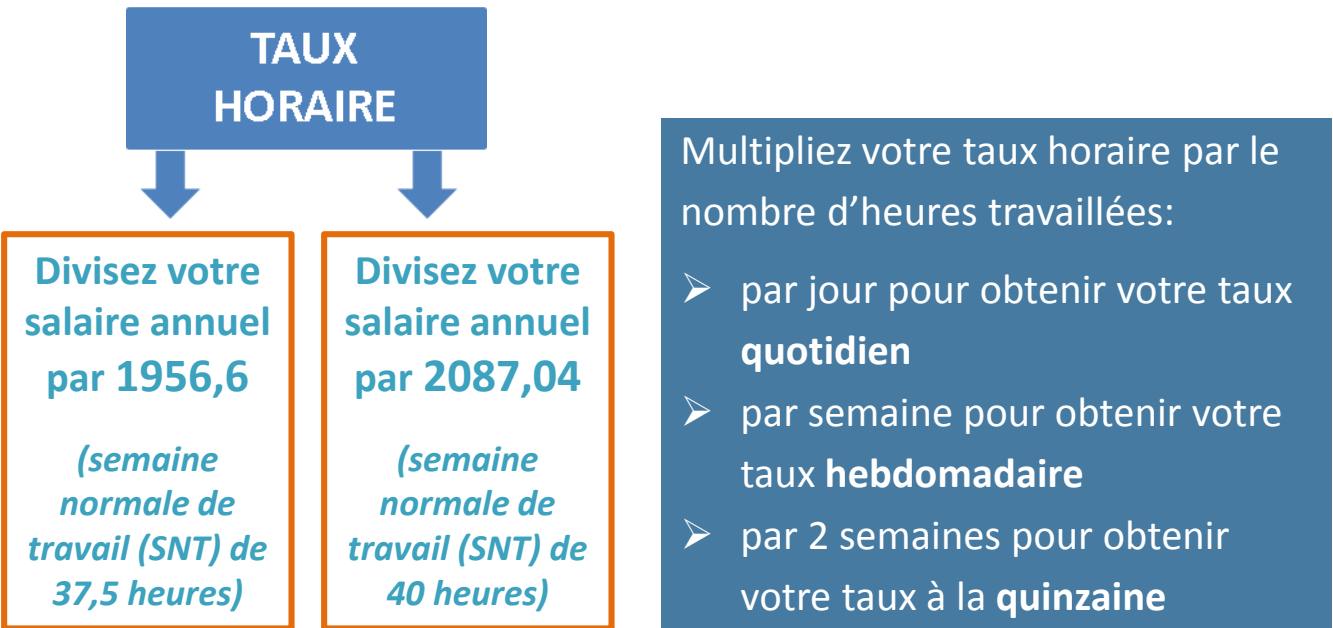 TAUX
HORAIRE
Divisez votre
salaire annuel
par 1956,6
(semaine
normale de
travail (SNT) de
37,5 heures)
Divisez votre
salaire annuel
par 2087,04
(semaine
normale de
travail (SNT) de
40 heures)
Multipliez votre taux horaire par le
nombre d’heures travaillées:
➢ par jour pour obtenir votre taux
quotidien
➢ par semaine pour obtenir votre
taux hebdomadaire
➢ par 2 semaines pour obtenir
votre taux à la quinzaine